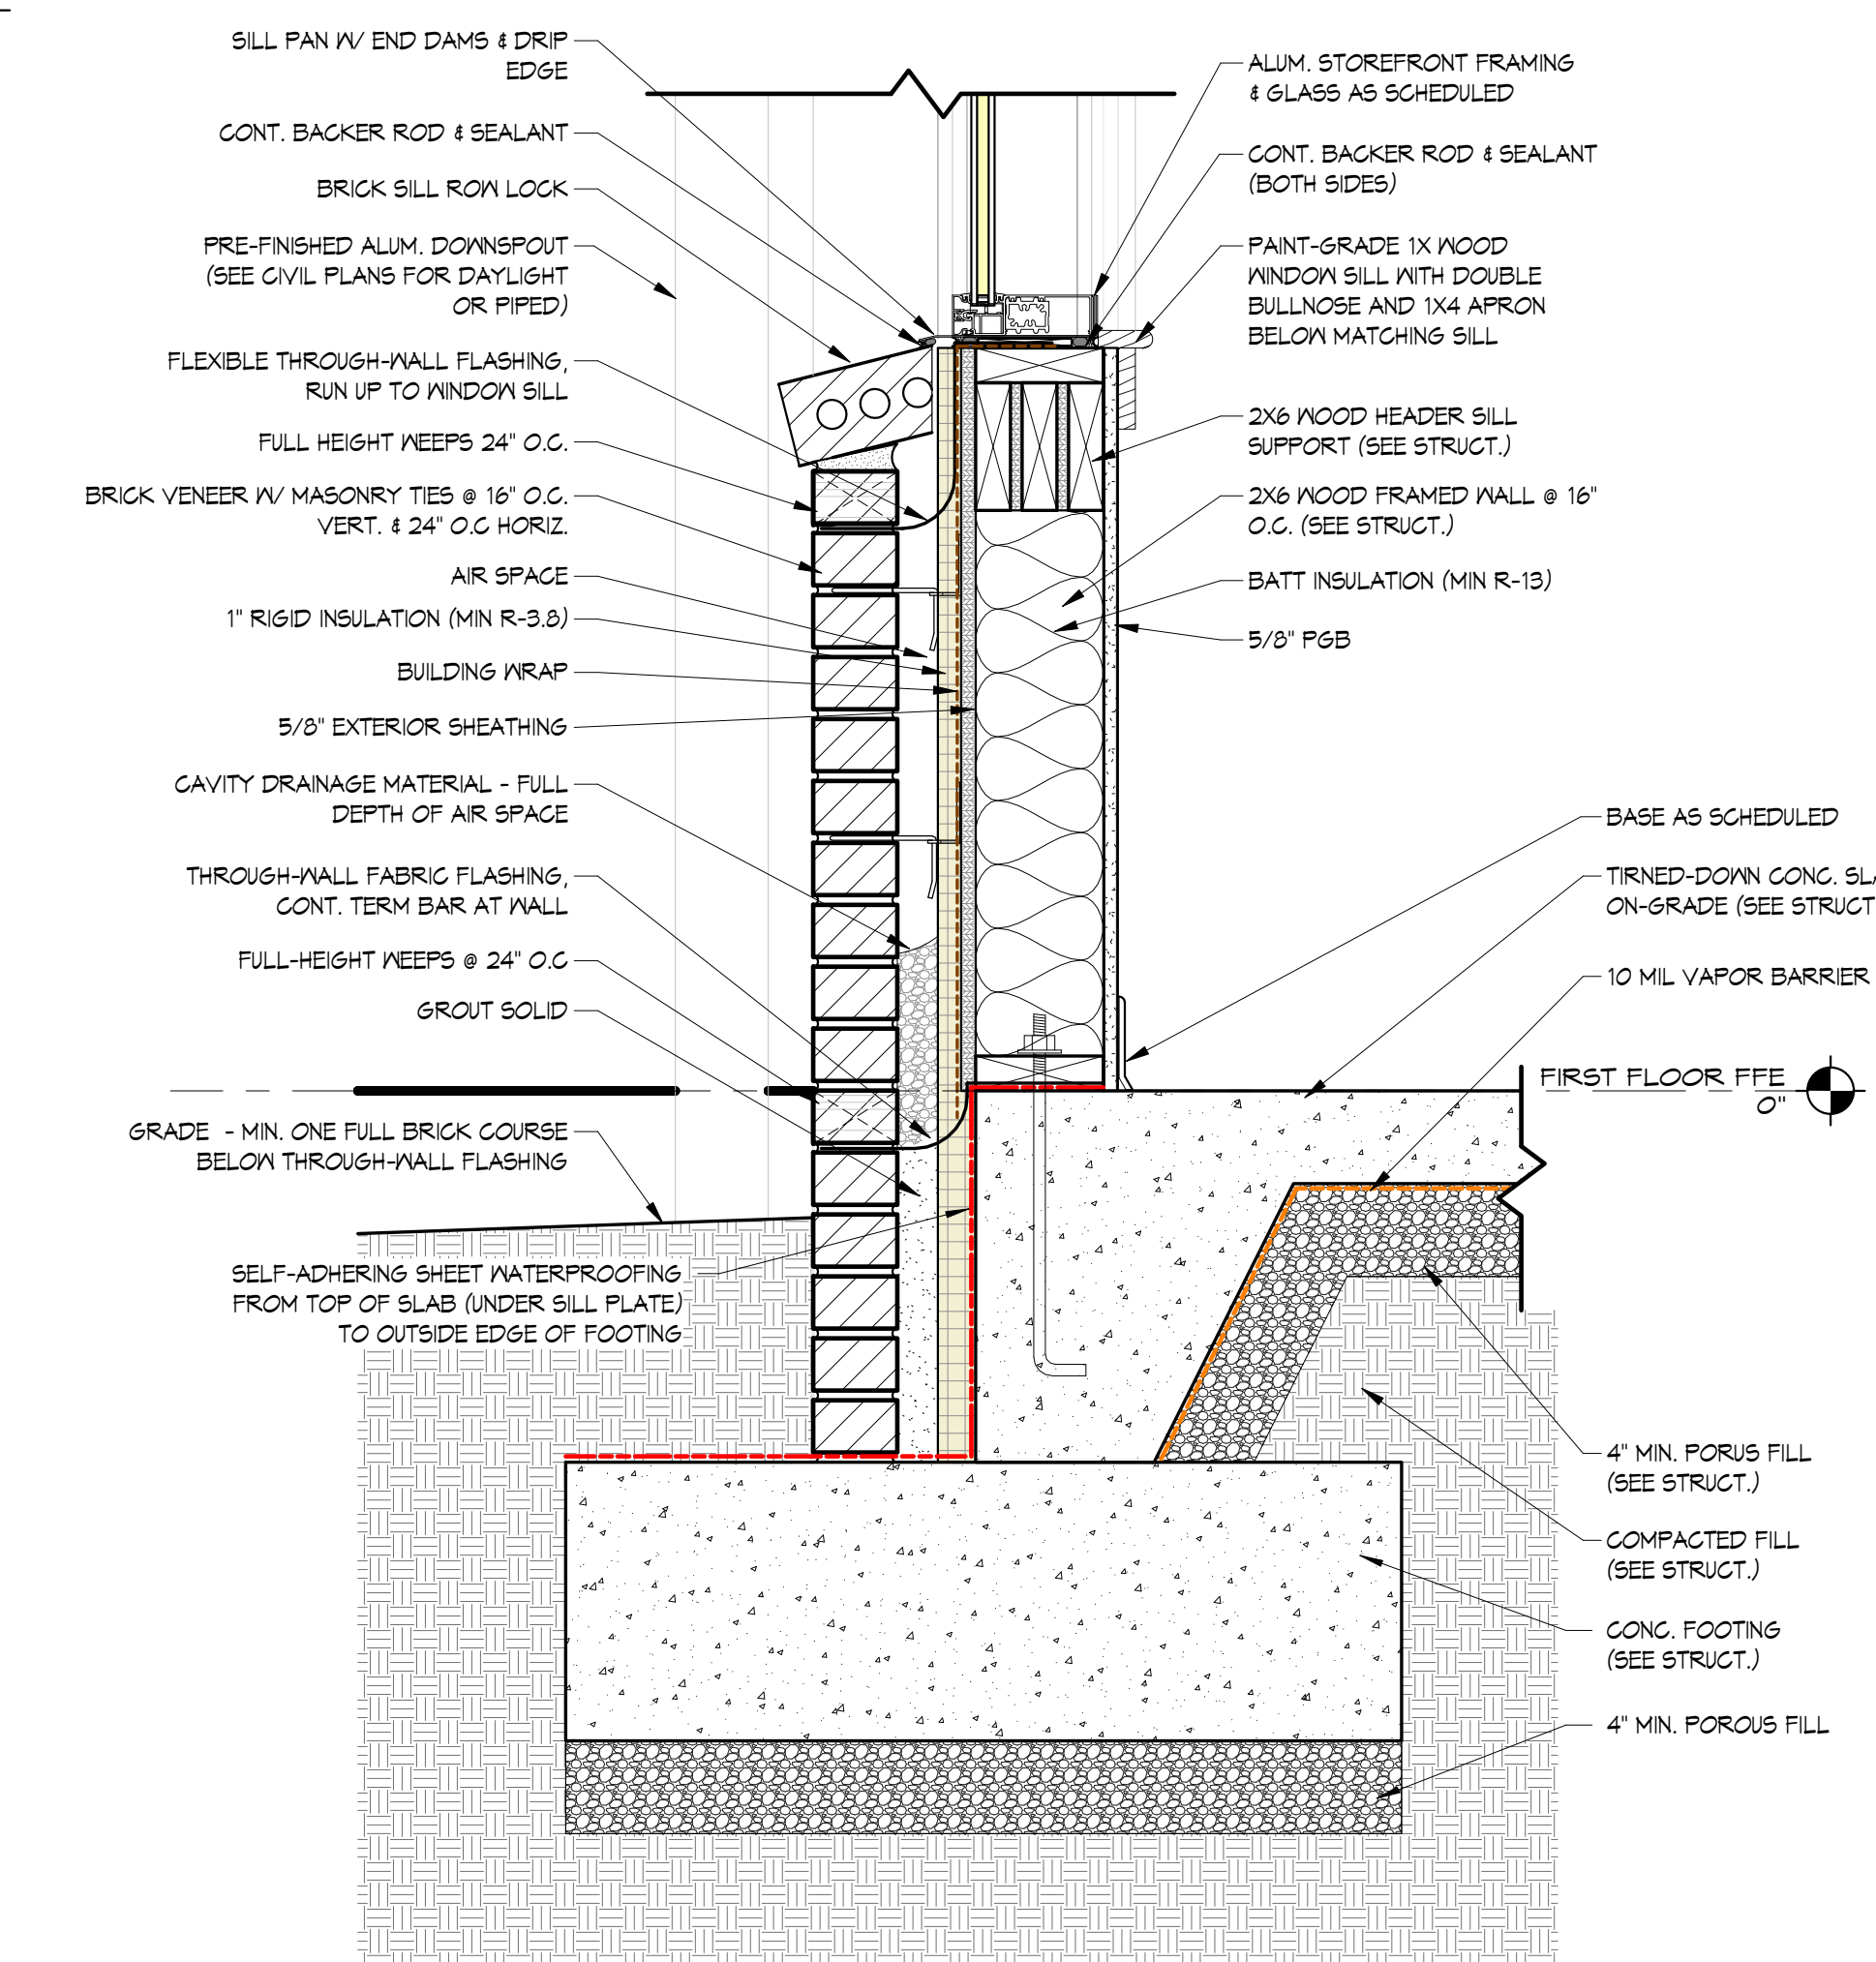 SILL PAN W/ END DAMS & DRIP
EDGE
CONT. BACKER ROD & SEALANT
BRICK SILL ROW LOCK
PRE-FINISHED ALUM. DOWNSPOUT
(SEE CIVIL PLANS FOR DAYLIGHT
OR PIPED)
FLEXIBLE THROUGH-WALL FLASHING,
RUN UP TO WINDOW SILL
FULL HEIGHT WEEPS 24" O.C.
BRICK VENEER W/ MASONRY TIES @ 16" O.C.
VERT. & 24" O.C HORIZ.
AIR SPACE
1" RIGID INSULATION (MIN R-3.8)
BUILDING WRAP
5/8" EXTERIOR SHEATHING
CAVITY DRAINAGE MATERIAL - FULL
DEPTH OF AIR SPACE
THROUGH-WALL FABRIC FLASHING,
CONT. TERM BAR AT WALL
FULL-HEIGHT WEEPS @ 24" O.C
GROUT SOLID
GRADE - MIN. ONE FULL BRICK COURSE
BELOW THROUGH-WALL FLASHING
SELF-ADHERING SHEET WATERPROOFING
FROM TOP OF SLAB (UNDER SILL PLATE)
TO OUTSIDE EDGE OF FOOTING
ALUM. STOREFRONT FRAMING
& GLASS AS SCHEDULED
CONT. BACKER ROD & SEALANT
(BOTH SIDES)
PAINT-GRADE 1X WOOD
WINDOW SILL WITH DOUBLE
BULLNOSE AND 1X4 APRON
BELOW MATCHING SILL
2X6 WOOD HEADER SILL
SUPPORT (SEE STRUCT.)
2X6 WOOD FRAMED WALL @ 16"
O.C. (SEE STRUCT.)
BATT INSULATION (MIN R-13)
5/8" PGB
BASE AS SCHEDULED
TIRNED-DOWN CONC.
ON-GRADE (SEE STRUCT
10 MIL VAPOR BARRIER
FIRST FLOOR FFE
0"
4" MIN. PORUS FILL
(SEE STRUCT.)
COMPACTED FILL
(SEE STRUCT.)
CONC. FOOTING
(SEE STRUCT.)
4" MIN. POROUS FILL